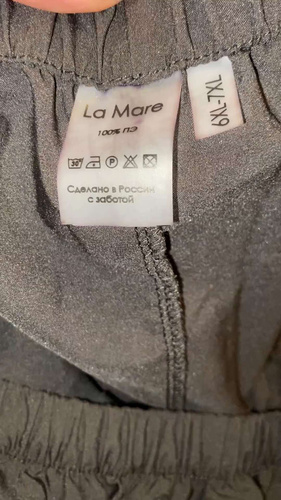 La Mare
100% ПЭ
30 P
Сделано в России
с заботой
6XL-7XL